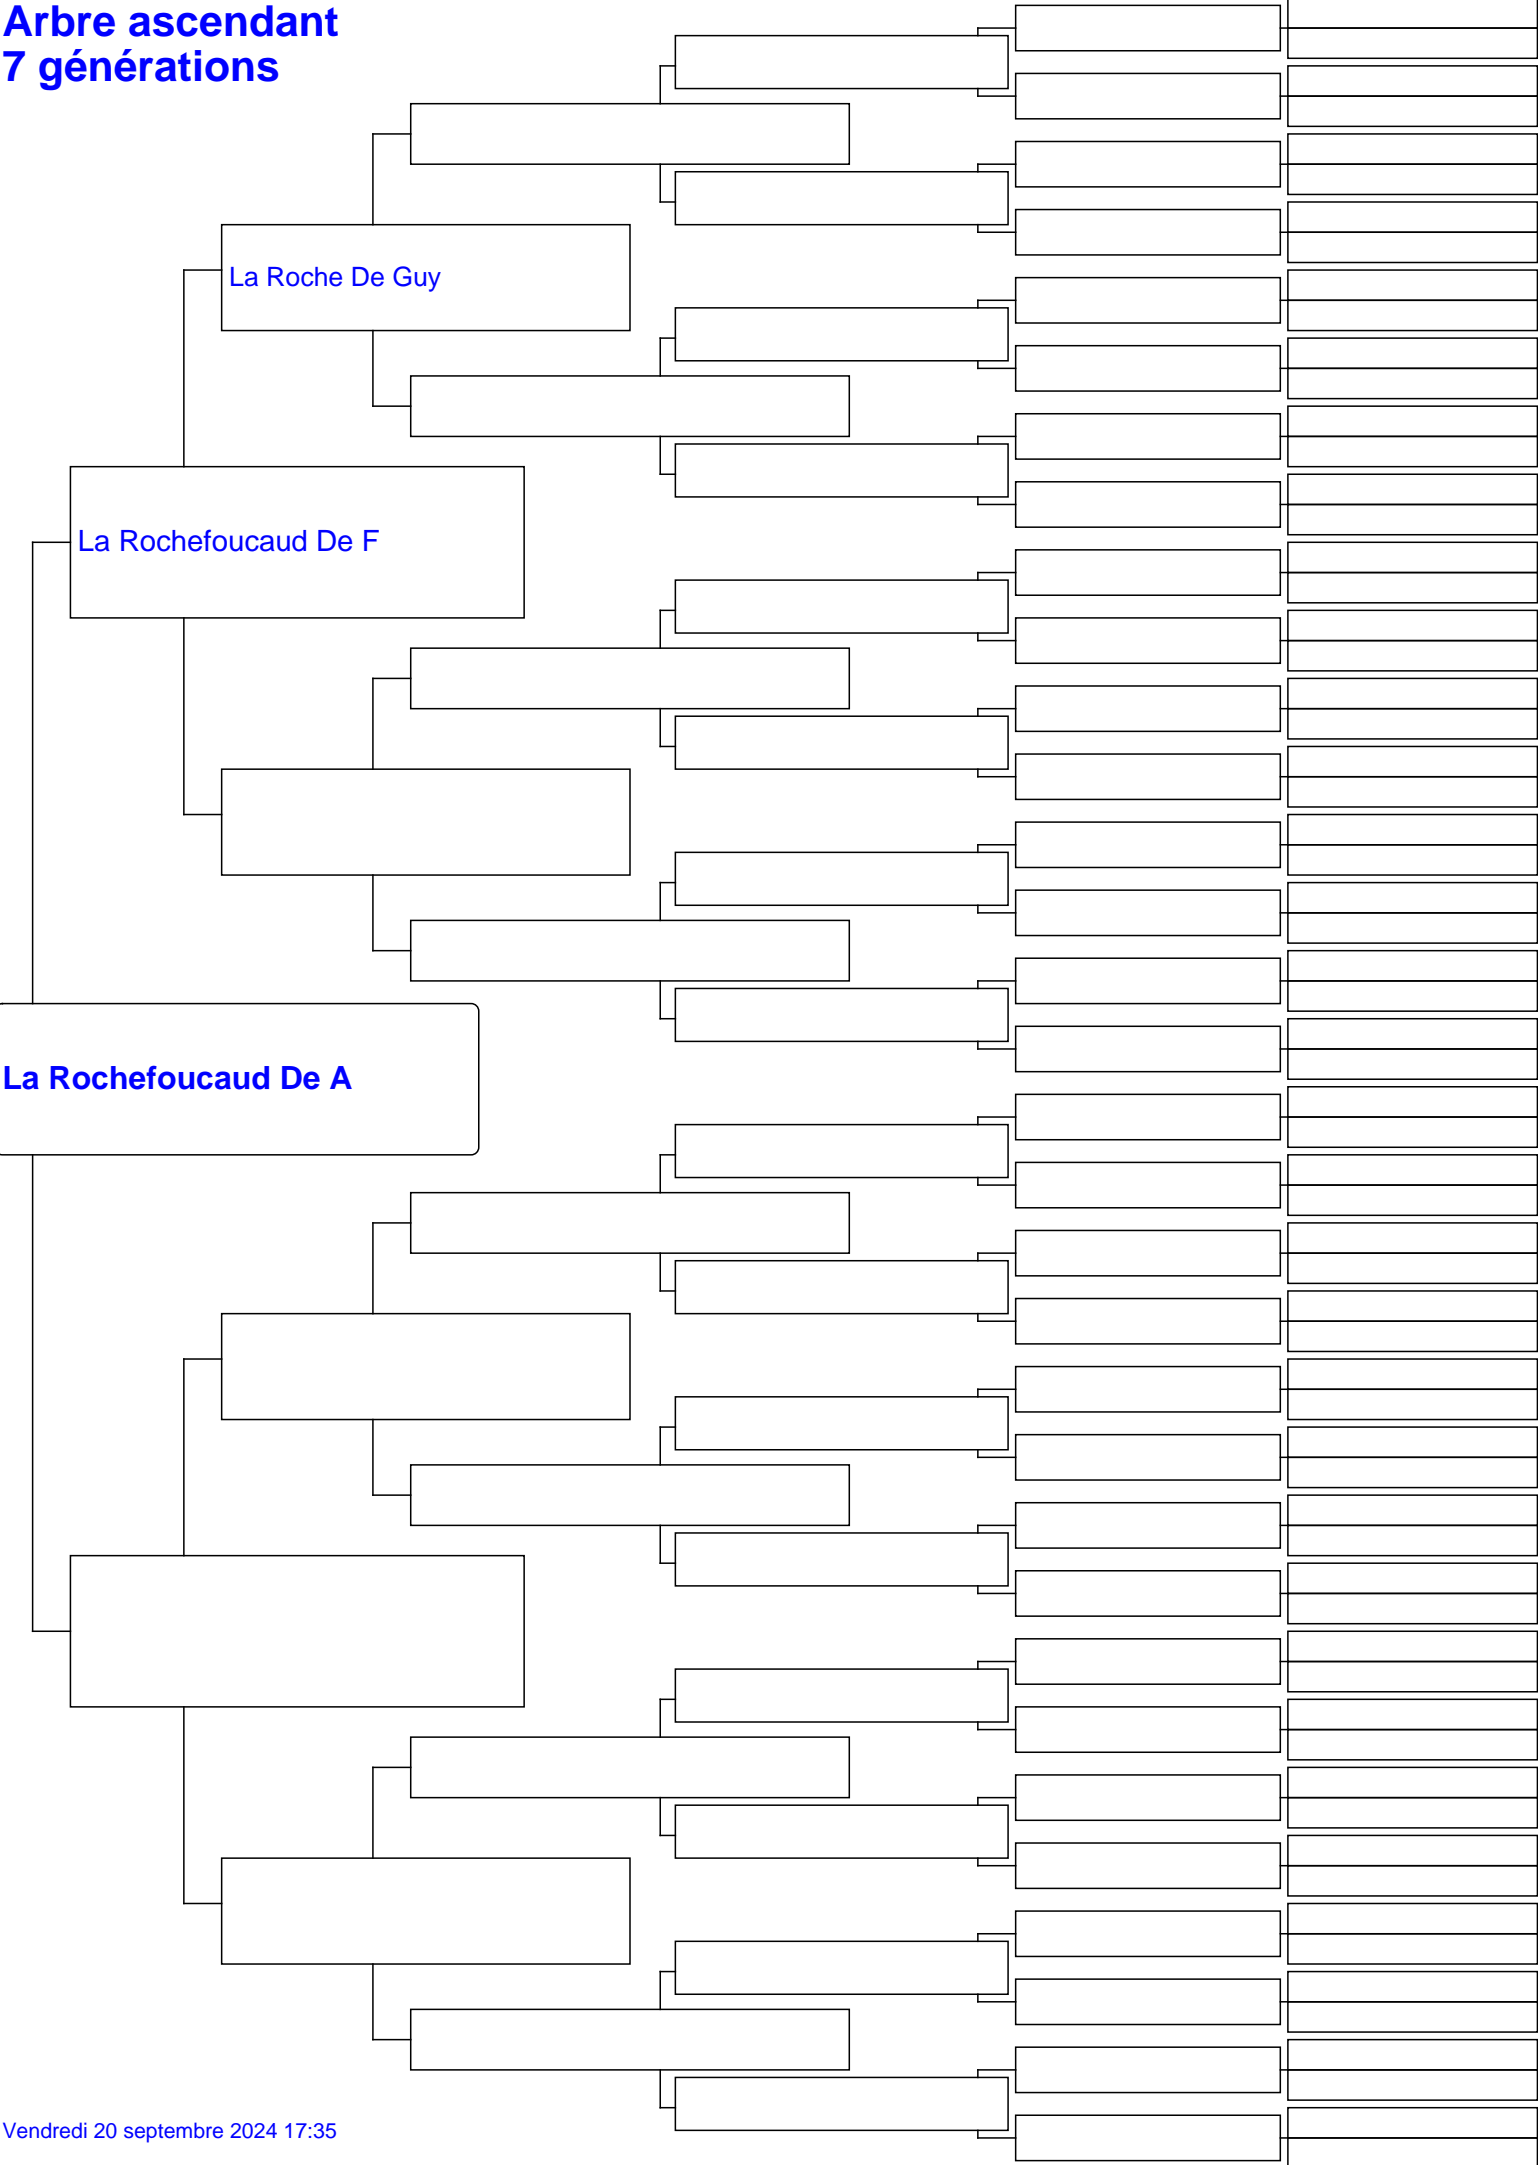 Arbre ascendant
7 générations
La Roche De Guy
La Rochefoucaud De F
La Rochefoucaud De A
Vendredi 20 septembre 2024 17:35